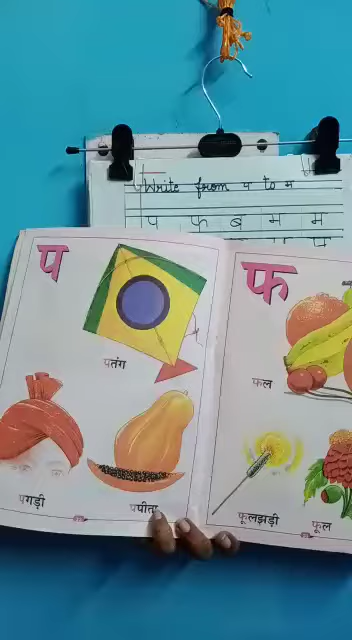 Write from प to म
प फ ब म म
प
पतंग
पगड़ी
पपीता
फ
फल
फूलझड़ी
फूल